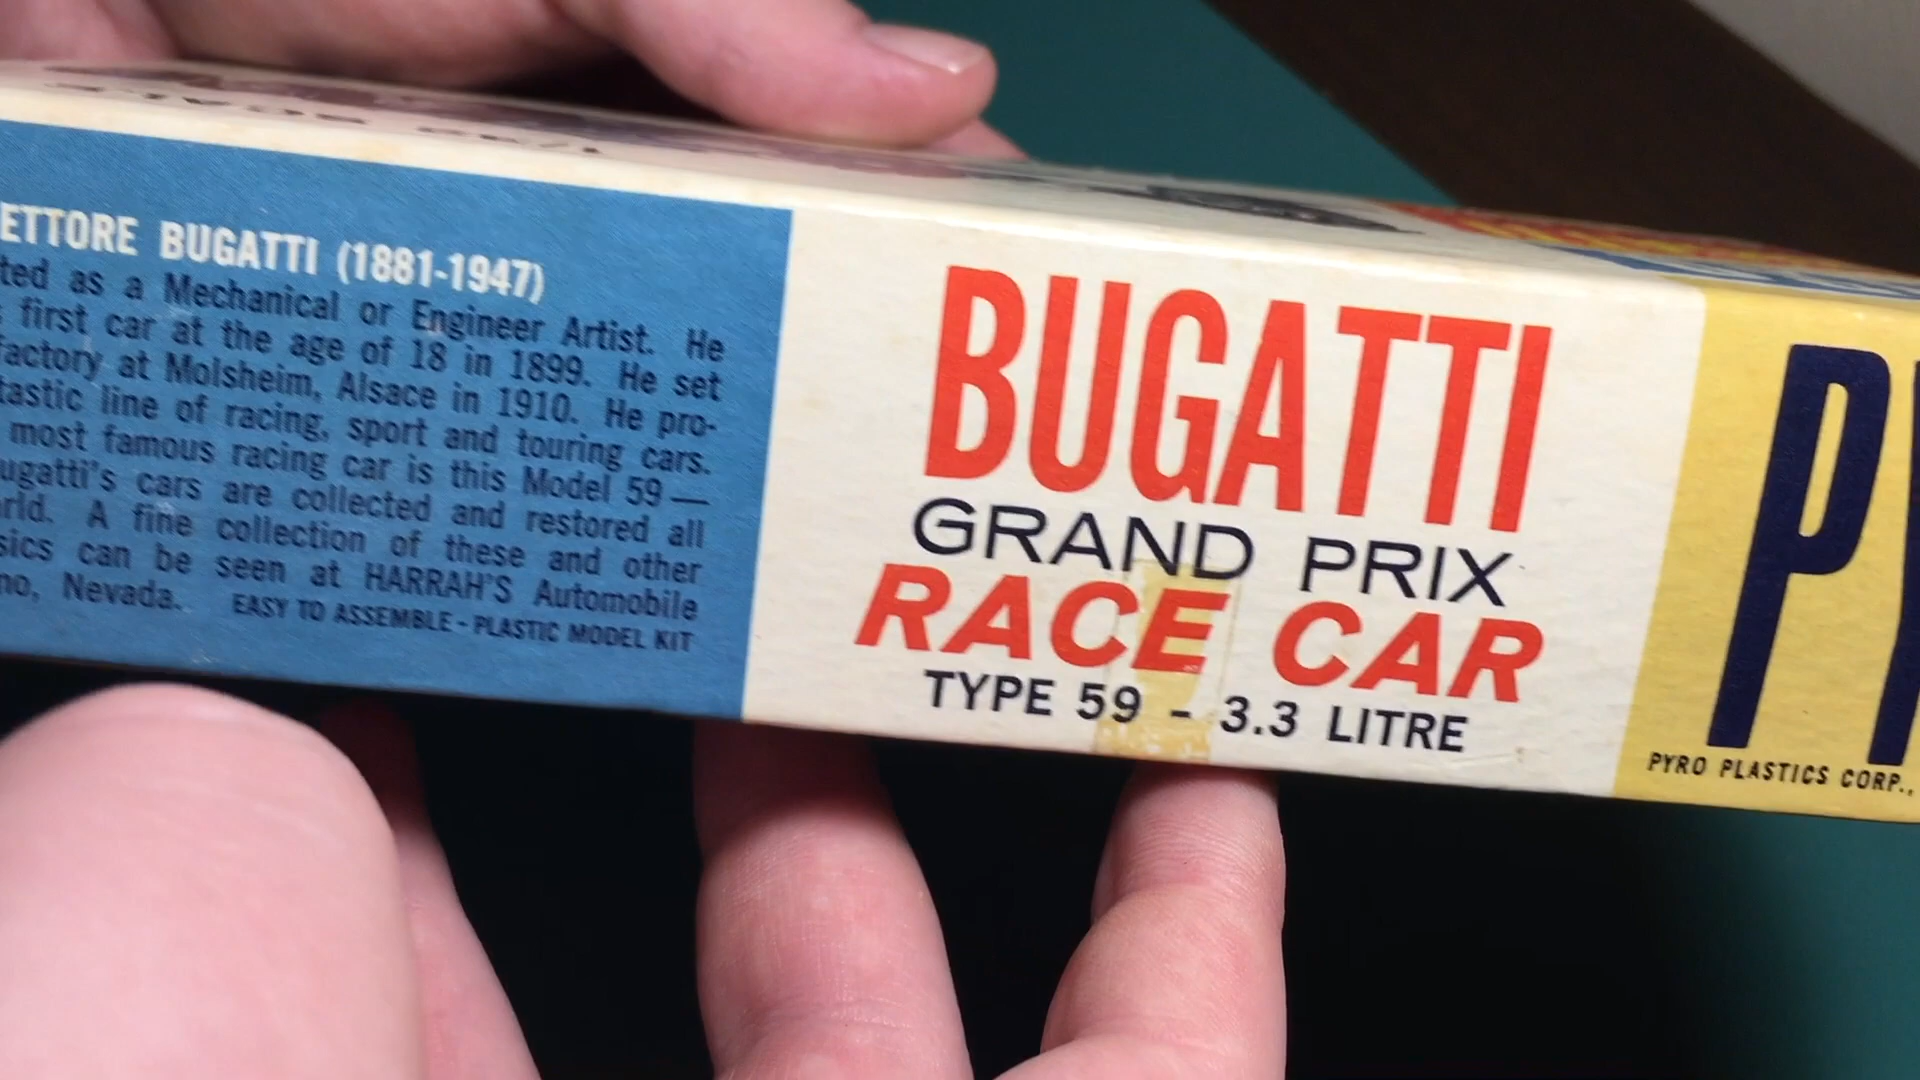 ETTORE BUGATTI (1881-1947)
ted as a Mechanical or Engineer Artist. He
first car at the age of 18 in 1899. He set
factory at Molsheim, Alsace in 1910. He pro-
tastic line of racing, sport and touring cars.
most famous racing car is this Model 59 —
ugatti's cars are collected and restored all
rld. A fine collection of these and other
sics can be seen at HARRAH'S Automobile
no, Nevada.
EASY TO ASSEMBLE - PLASTIC MODEL KIT
BUGATTI
GRAND PRIX
RACE CAR
TYPE 59 - 3.3 LITRE
PY
PYRO PLASTICS CORP.,